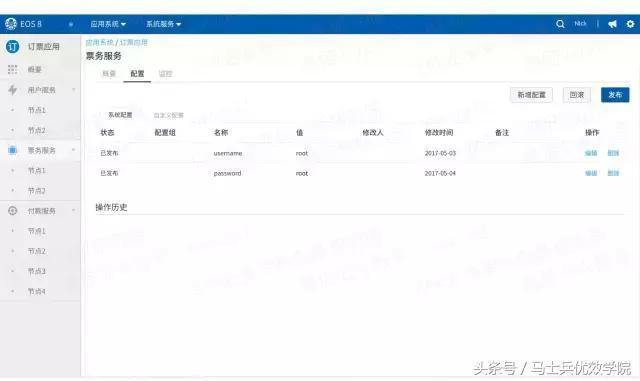 EOS 8 ≡ 应用系统 系统服务 Nick
订 订票应用
概要
用户服务
节点1
节点2
票务服务
节点1
节点2
付款服务
节点1
节点2
节点3
节点4
应用系统 / 订票应用
票务服务
概要 配置 监控
新增配置 回滚 发布
系统配置 自定义配置
状态 配置组 名称 值 修改人 修改时间 备注 操作
已发布 username root 2017-05-03 编辑 删除
已发布 password root 2017-05-04 编辑 删除
操作历史
头条号 / 马士兵优效学院